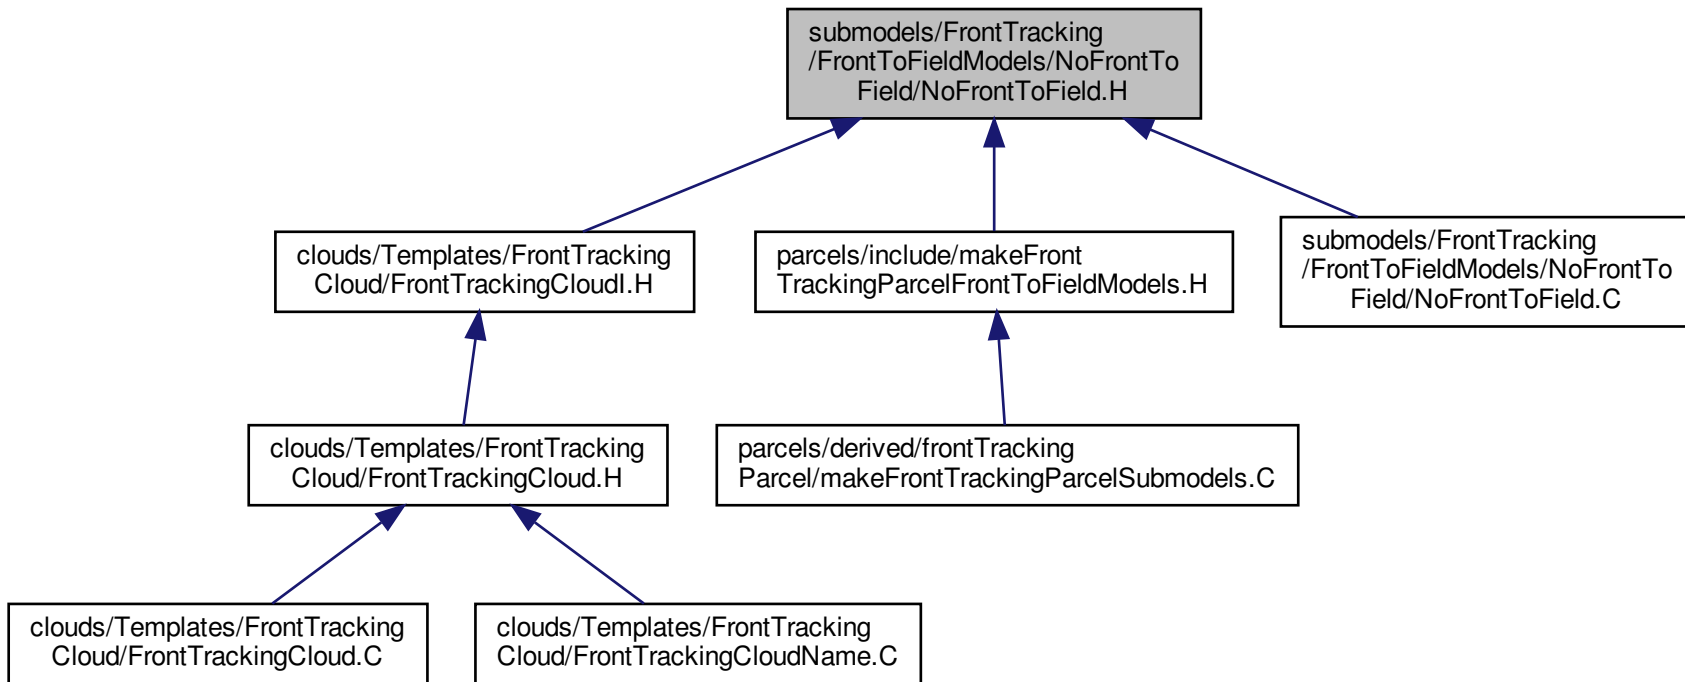 submodels/FrontTracking
/FrontToFieldModels/NoFrontTo
Field/NoFrontToField.H
clouds/Templates/FrontTracking
Cloud/FrontTrackingCloudI.H
parcels/include/makeFront
TrackingParcelFrontToFieldModels.H
submodels/FrontTracking
/FrontToFieldModels/NoFrontTo
Field/NoFrontToField.C
clouds/Templates/FrontTracking
Cloud/FrontTrackingCloud.H
parcels/derived/frontTracking
Parcel/makeFrontTrackingParcelSubmodels.C
clouds/Templates/FrontTracking
Cloud/FrontTrackingCloud.C
clouds/Templates/FrontTracking
Cloud/FrontTrackingCloudName.C